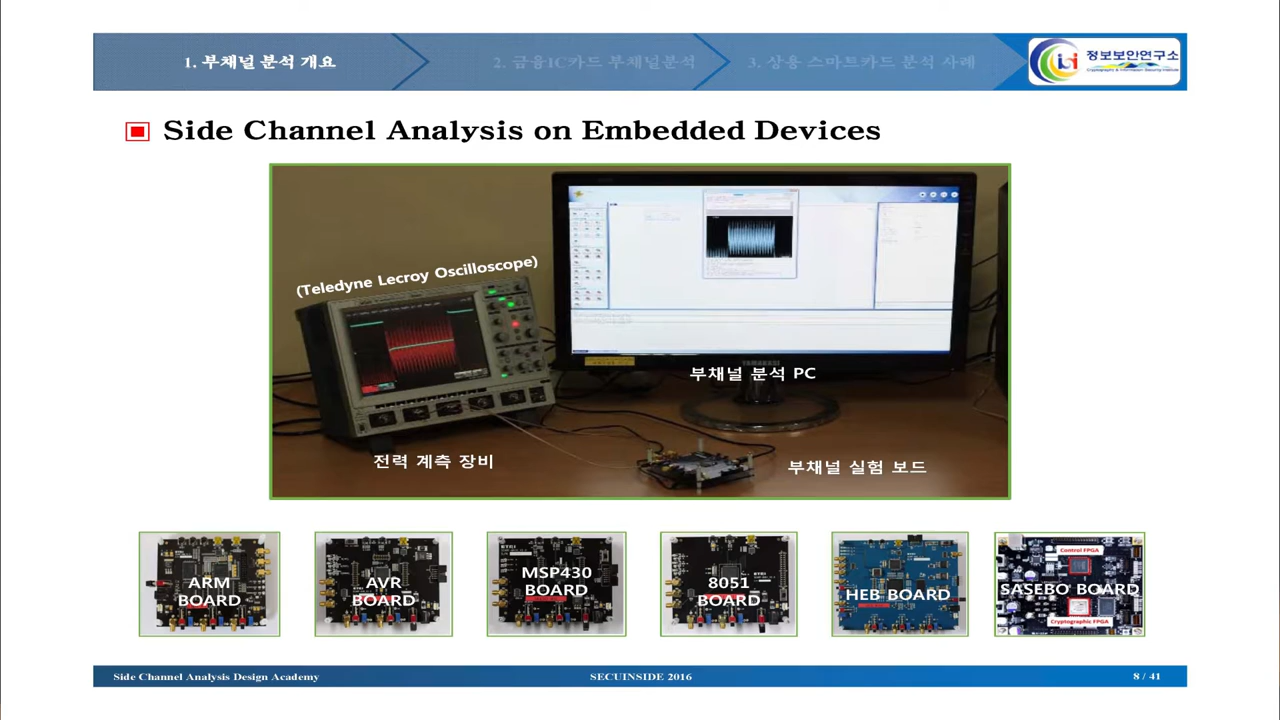 1. 부채널 분석 개요
2. 금융IC카드 부채널분석
3. 상용 스마트카드 분석 사례
정보보안연구소
Cryptographic & Information Security Institute
Side Channel Analysis on Embedded Devices
(Teledyne Lecroy Oscilloscope)
부채널 분석 PC
전력 계측 장비
부채널 실험 보드
ARM
BOARD
AVR
BOARD
MSP430
BOARD
8051
BOARD
HEB BOARD
Control FPGA
SASEBO BOARD
Cryptographic FPGA
Side Channel Analysis Design Academy
SECUINSIDE 2016
8 / 41